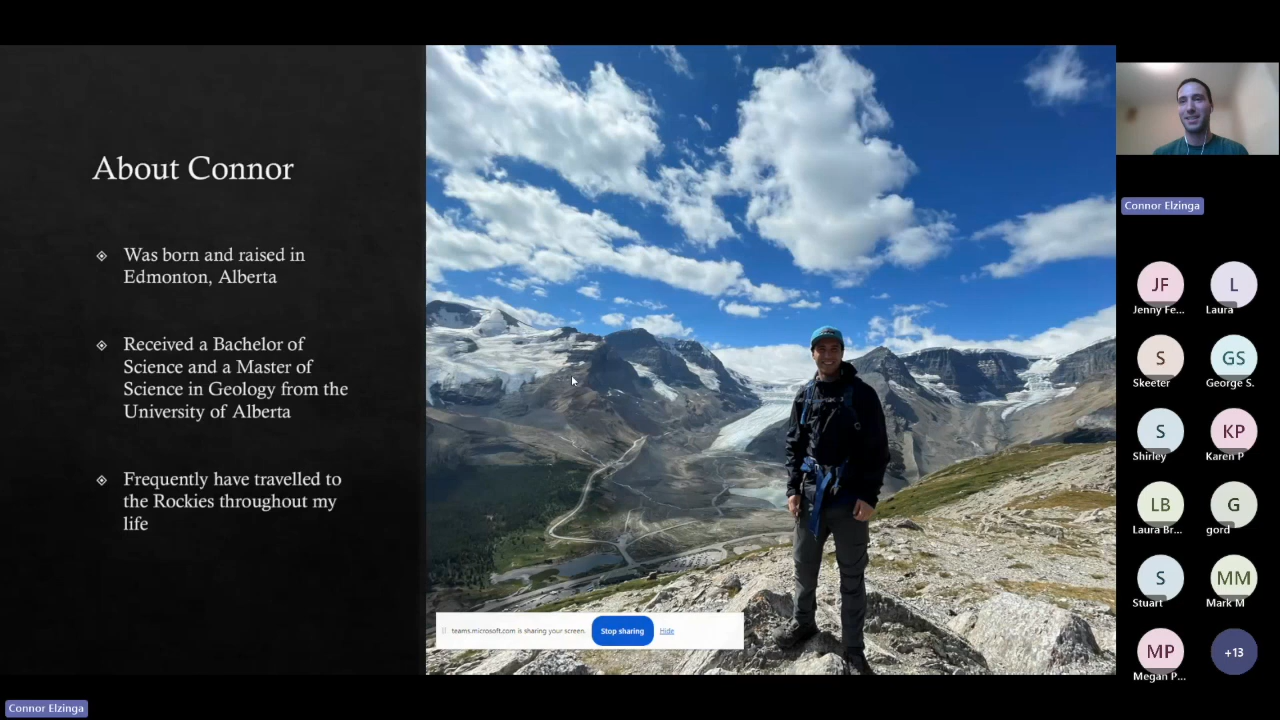 About Connor
Was born and raised in
Edmonton, Alberta
Received a Bachelor of
Science and a Master of
Science in Geology from the
University of Alberta
Frequently have travelled to
the Rockies throughout my
life
teams.microsoft.com is sharing your screen.
Stop sharing
Hide
Connor Elzinga
JF
L
Jenny Fe...
Laura
S
GS
Skeeter
George S.
S
KP
Shirley
Karen P
LB
G
Laura Br...
gord
S
MM
Stuart
Mark M
MP
+13
Megan P...
Connor Elzinga